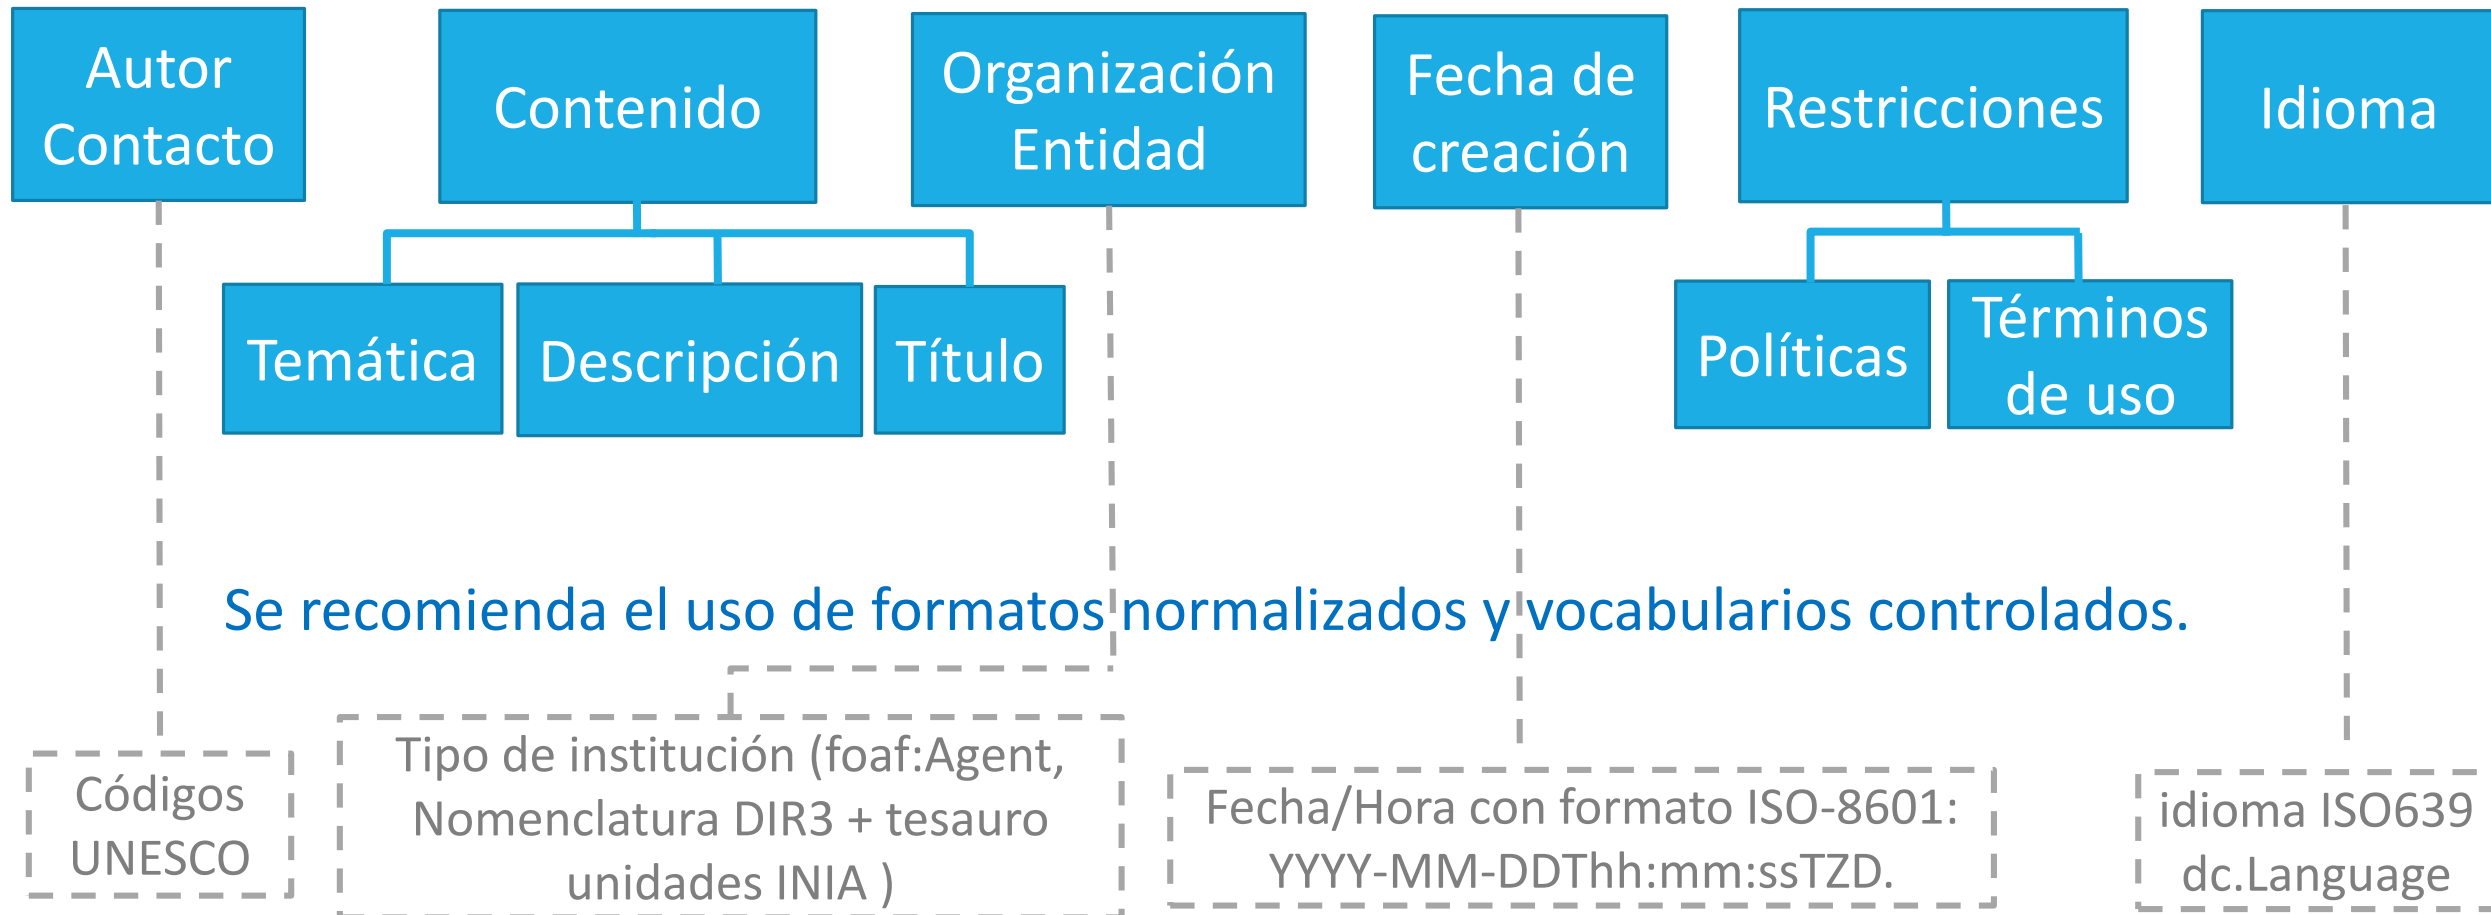 Autor
Contacto
Contenido
Organización
Entidad
Fecha de
creación
Restricciones
Idioma
Temática
Descripción
Título
Políticas
Términos
de uso
Se recomienda el uso de formatos normalizados y vocabularios controlados.
Códigos
UNESCO
Tipo de institución (foaf:Agent,
Nomenclatura DIR3 + tesauro
unidades INIA )
Fecha/Hora con formato ISO-8601:
YYYY-MM-DDThh:mm:ssTZD.
idioma ISO639
dc.Language